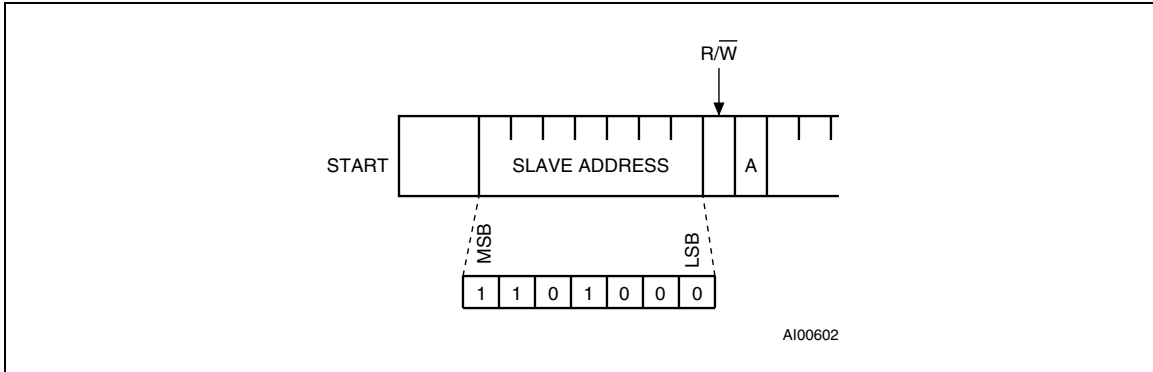 R/W̅
START
SLAVE ADDRESS
A
MSB
LSB
1 1 0 1 0 0 0
AI00602